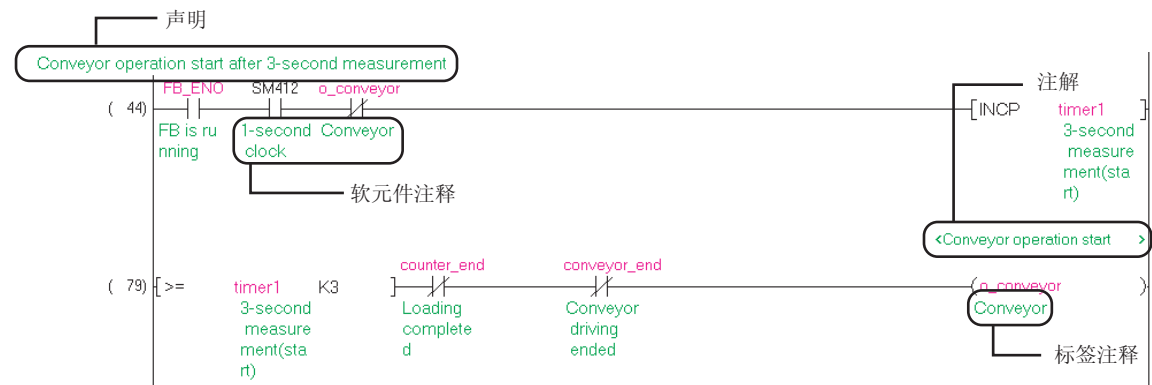 声明
Conveyor operation start after 3-second measurement
注解
FB_ENO SM412 o_conveyor
( 44) [INCP timer1 ]
FB is ru 1-second Conveyor 3-second
nning clock measure
ment(sta
rt)
软元件注释
<Conveyor operation start >
counter_end conveyor_end
( 79) [>= timer1 K3 ] (o_conveyor )
3-second Loading Conveyor Conveyor
measure complete driving
ment(sta d ended
rt)
标签注释